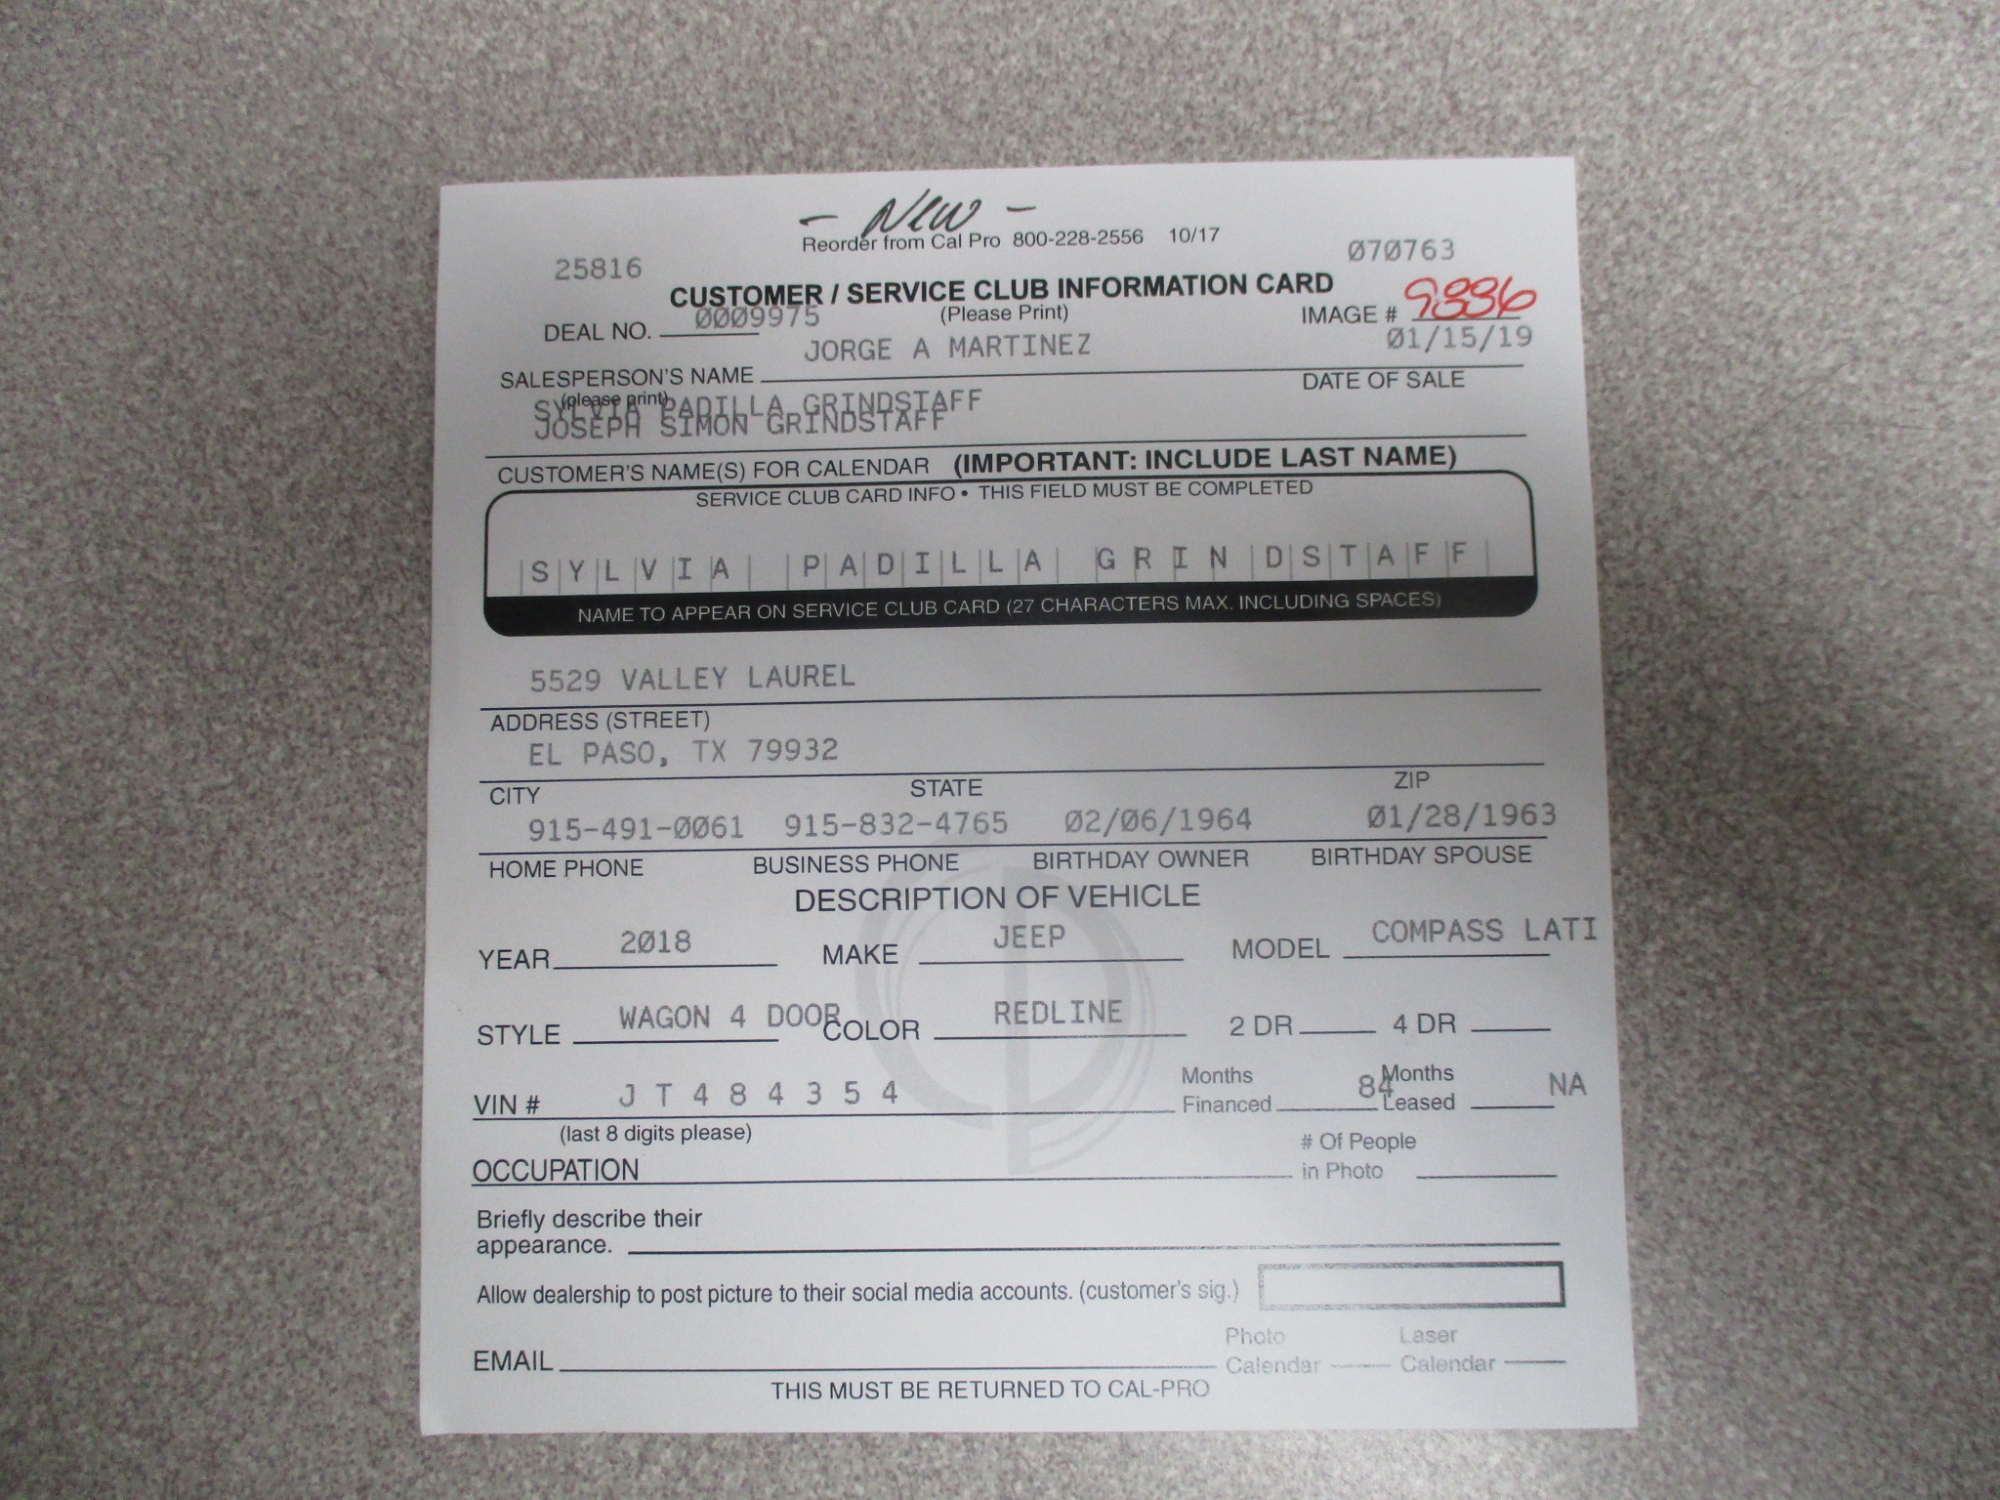 - New -
Reorder from Cal Pro 800-228-2556 10/17
25816 070763
CUSTOMER / SERVICE CLUB INFORMATION CARD
DEAL NO. 0009975 (Please Print) IMAGE # 9336
JORGE A MARTINEZ 01/15/19
SALESPERSON'S NAME DATE OF SALE
(please print)
SYLVIA PADILLA GRINDSTAFF
JOSEPH SIMON GRINDSTAFF
CUSTOMER'S NAME(S) FOR CALENDAR (IMPORTANT: INCLUDE LAST NAME)
SERVICE CLUB CARD INFO • THIS FIELD MUST BE COMPLETED
SYLVIA PADILLA GRINDSTAFF
NAME TO APPEAR ON SERVICE CLUB CARD (27 CHARACTERS MAX. INCLUDING SPACES)
5529 VALLEY LAUREL
ADDRESS (STREET)
EL PASO, TX 79932
CITY STATE ZIP
915-491-0061 915-832-4765 02/06/1964 01/28/1963
HOME PHONE BUSINESS PHONE BIRTHDAY OWNER BIRTHDAY SPOUSE
DESCRIPTION OF VEHICLE
YEAR 2018 MAKE JEEP MODEL COMPASS LATI
STYLE WAGON 4 DOOR COLOR REDLINE 2 DR 4 DR
VIN # J T 4 8 4 3 5 4 Months Financed 84 Months Leased NA
(last 8 digits please)
OCCUPATION # Of People in Photo
Briefly describe their
appearance.
Allow dealership to post picture to their social media accounts. (customer's sig.)
EMAIL Photo Calendar Laser Calendar
THIS MUST BE RETURNED TO CAL-PRO